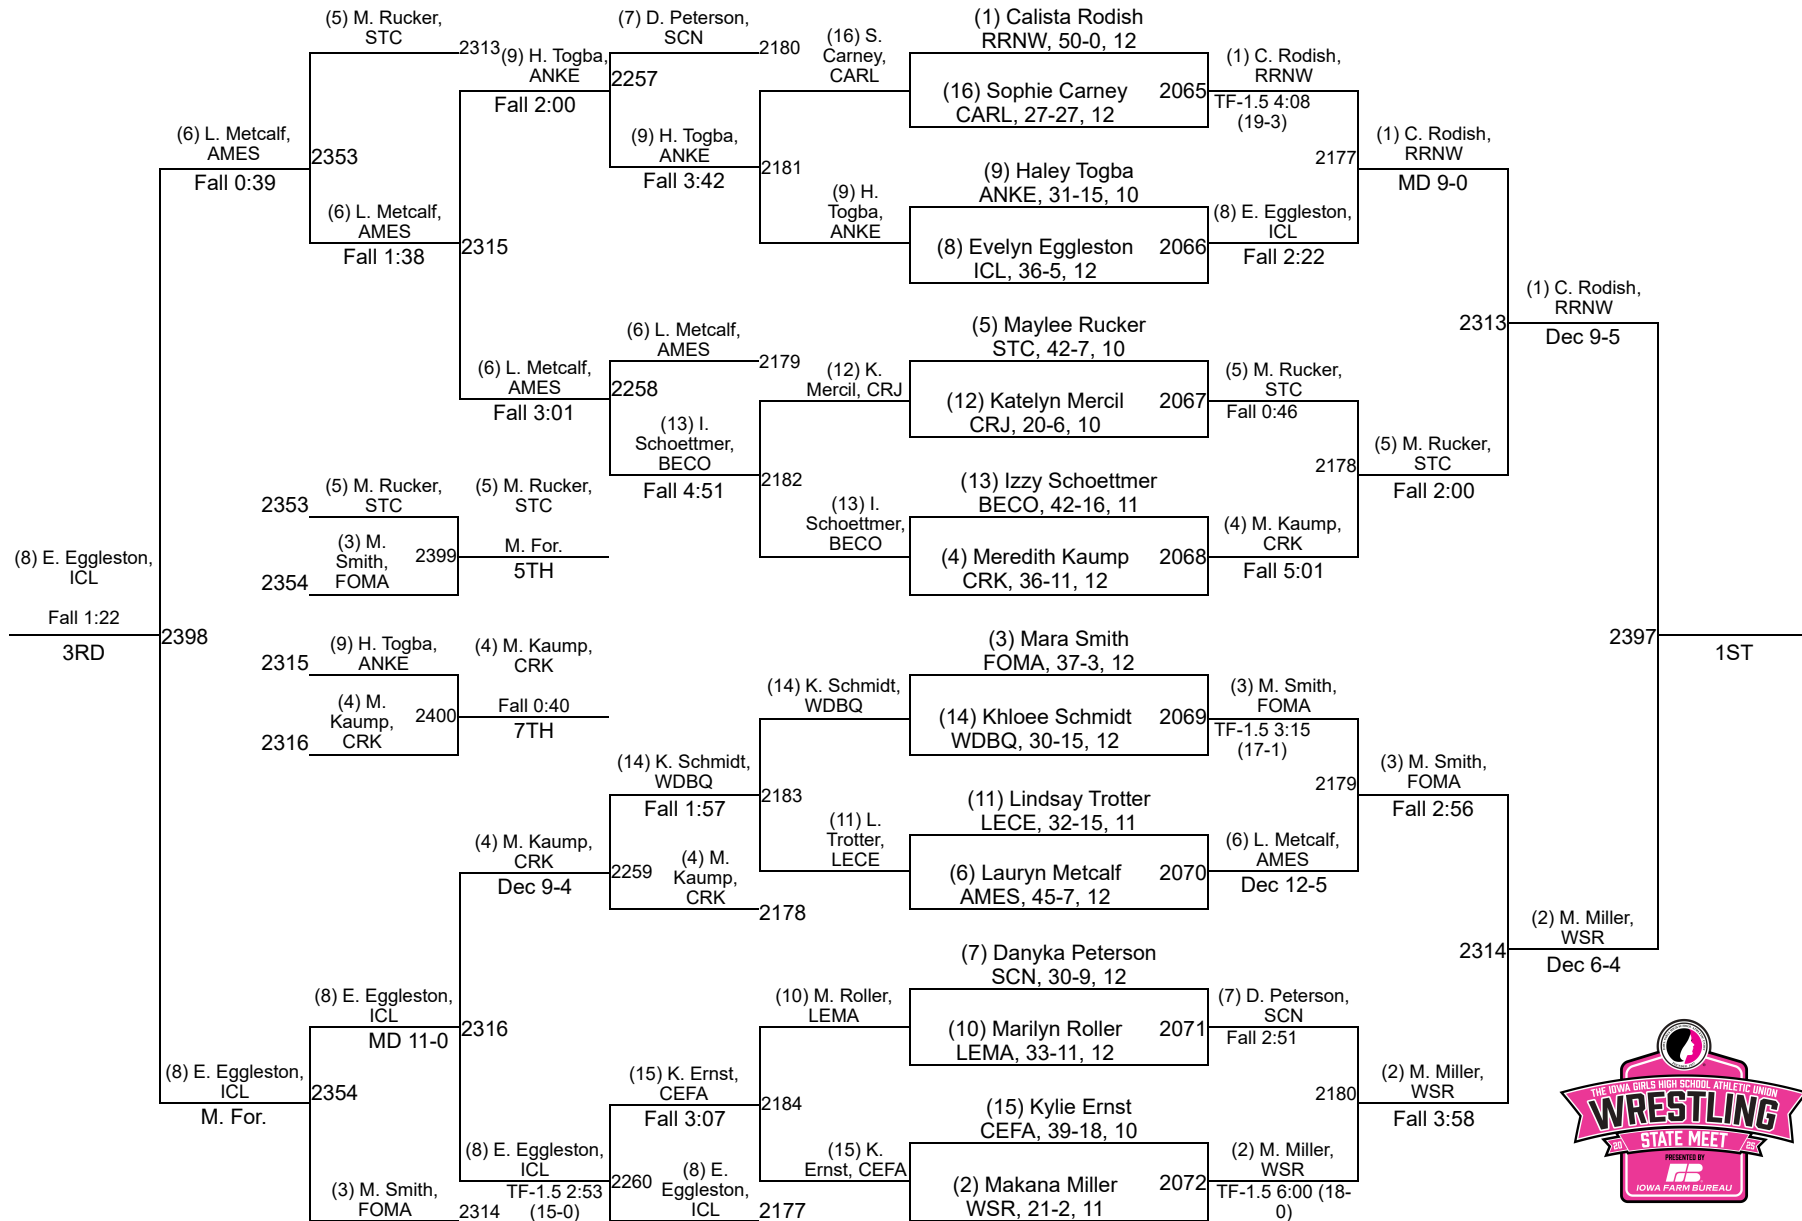 (5) M. Rucker,
STC
2313
(9) H. Togba,
ANKE
Fall 2:00
(7) D. Peterson,
SCN
2180
2257
(9) H. Togba,
ANKE
Fall 3:42
2181
(16) S.
Carney,
CARL
(9) H.
Togba,
ANKE
(6) L. Metcalf,
AMES
Fall 0:39
2353
(6) L. Metcalf,
AMES
Fall 1:38
2315
(6) L. Metcalf,
AMES
Fall 3:01
(6) L. Metcalf,
AMES
2179
2258
(13) I.
Schoettmer,
BECO
Fall 4:51
2182
(12) K.
Mercil, CRJ
(13) I.
Schoettmer,
BECO
(1) Calista Rodish
RRNW, 50-0, 12
(16) Sophie Carney
CARL, 27-27, 12
2065
(1) C. Rodish,
RRNW
TF-1.5 4:08
(19-3)
(9) Haley Togba
ANKE, 31-15, 10
(8) Evelyn Eggleston
ICL, 36-5, 12
2066
(8) E. Eggleston,
ICL
Fall 2:22
2177
(1) C. Rodish,
RRNW
MD 9-0
(5) Maylee Rucker
STC, 42-7, 10
(12) Katelyn Mercil
CRJ, 20-6, 10
2067
(5) M. Rucker,
STC
Fall 0:46
(13) Izzy Schoettmer
BECO, 42-16, 11
(4) Meredith Kaump
CRK, 36-11, 12
2068
(4) M. Kaump,
CRK
Fall 5:01
2178
(5) M. Rucker,
STC
Fall 2:00
2313
(1) C. Rodish,
RRNW
Dec 9-5
2353
(5) M. Rucker,
STC
2354
(3) M.
Smith,
FOMA
2399
(5) M. Rucker,
STC
M. For.
5TH
(8) E. Eggleston,
ICL
Fall 1:22
3RD
2398
2315
(9) H. Togba,
ANKE
2316
(4) M.
Kaump,
CRK
2400
(4) M. Kaump,
CRK
Fall 0:40
7TH
2397
1ST
(3) Mara Smith
FOMA, 37-3, 12
(14) Khloee Schmidt
WDBQ, 30-15, 12
2069
(3) M. Smith,
FOMA
TF-1.5 3:15
(17-1)
(11) Lindsay Trotter
LECE, 32-15, 11
(6) Lauryn Metcalf
AMES, 45-7, 12
2070
(6) L. Metcalf,
AMES
Dec 12-5
2179
(3) M. Smith,
FOMA
Fall 2:56
(7) Danyka Peterson
SCN, 30-9, 12
(10) Marilyn Roller
LEMA, 33-11, 12
2071
(7) D. Peterson,
SCN
Fall 2:51
(15) Kylie Ernst
CEFA, 39-18, 10
(2) Makana Miller
WSR, 21-2, 11
2072
(2) M. Miller,
WSR
TF-1.5 6:00 (18-
0)
2180
(2) M. Miller,
WSR
Fall 3:58
2314
(2) M. Miller,
WSR
Dec 6-4
(14) K. Schmidt,
WDBQ
(11) L.
Trotter,
LECE
2183
(14) K. Schmidt,
WDBQ
Fall 1:57
(4) M.
Kaump,
CRK
2178
2259
(4) M. Kaump,
CRK
Dec 9-4
(10) M. Roller,
LEMA
(15) K.
Ernst, CEFA
2184
(15) K. Ernst,
CEFA
Fall 3:07
(8) E.
Eggleston,
ICL
2177
2260
(8) E. Eggleston,
ICL
TF-1.5 2:53
(15-0)
2316
(8) E. Eggleston,
ICL
MD 11-0
(3) M. Smith,
FOMA
2314
2354
(8) E. Eggleston,
ICL
M. For.
THE IOWA GIRLS HIGH SCHOOL ATHLETIC UNION
WRESTLING
20 STATE MEET 25
PRESENTED BY
FB
IOWA FARM BUREAU